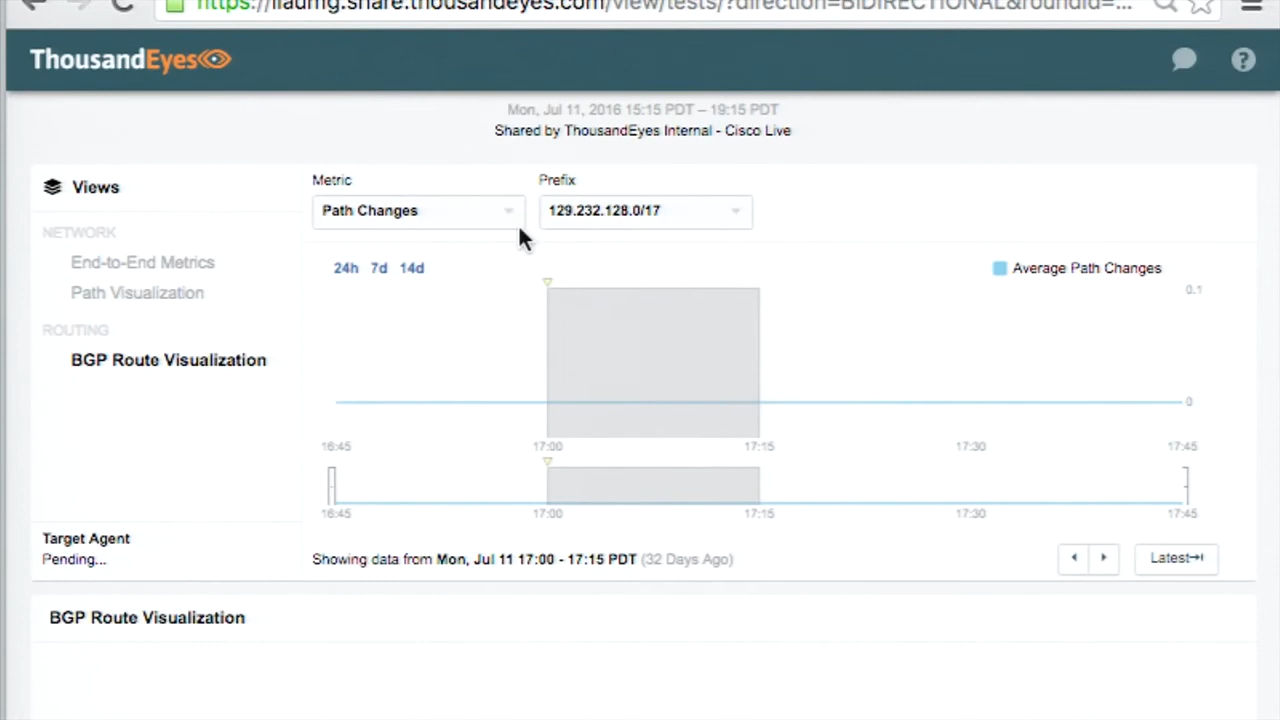 ThousandEyes
Mon, Jul 11, 2016 15:15 PDT – 19:15 PDT
Shared by ThousandEyes Internal - Cisco Live
Views
NETWORK
End-to-End Metrics
Path Visualization
ROUTING
BGP Route Visualization
Target Agent
Pending...
Metric
Prefix
Path Changes
129.232.128.0/17
24h 7d 14d
Average Path Changes
0.1
0
16:45 17:00 17:15 17:30 17:45
16:45 17:00 17:15 17:30 17:45
Showing data from Mon, Jul 11 17:00 - 17:15 PDT (32 Days Ago)
Latest
BGP Route Visualization